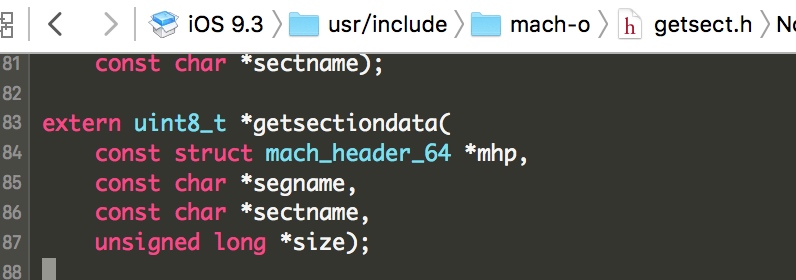 iOS 9.3 usr/include mach-o h getsect.h No
81 const char *sectname);
82
83 extern uint8_t *getsectiondata(
84 const struct mach_header_64 *mhp,
85 const char *segname,
86 const char *sectname,
87 unsigned long *size);
88